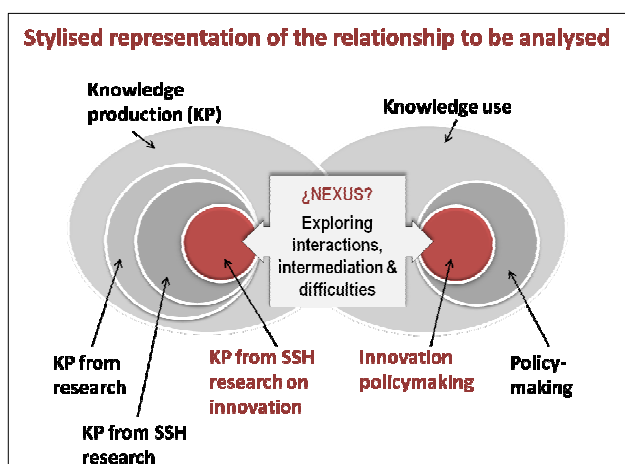 Stylised representation of the relationship to be analysed
Knowledge
production (KP)
Knowledge use
¿NEXUS?
Exploring
interactions,
intermediation &
difficulties
KP from
research
KP from SSH
research
KP from SSH
research on
innovation
Innovation
policymaking
Policy-
making